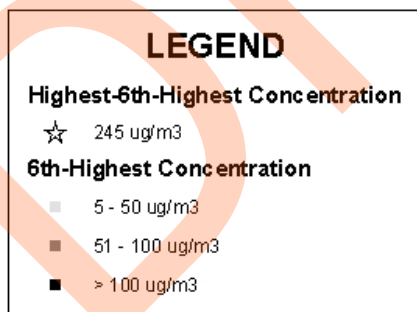 LEGEND
Highest-6th-Highest Concentration
245 ug/m3
6th-Highest Concentration
5 - 50 ug/m3
51 - 100 ug/m3
> 100 ug/m3